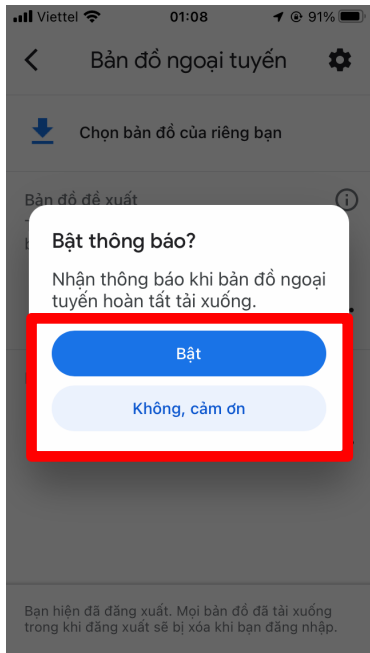 Viettel 01:08 91%
Bản đồ ngoại tuyến
Chọn bản đồ của riêng bạn
Bản đồ đề xuất
Bật thông báo?
Nhận thông báo khi bản đồ ngoại
tuyến hoàn tất tải xuống.
Bật
Không, cảm ơn
Bạn hiện đã đăng xuất. Mọi bản đồ đã tải xuống
trong khi đăng xuất sẽ bị xóa khi bạn đăng nhập.